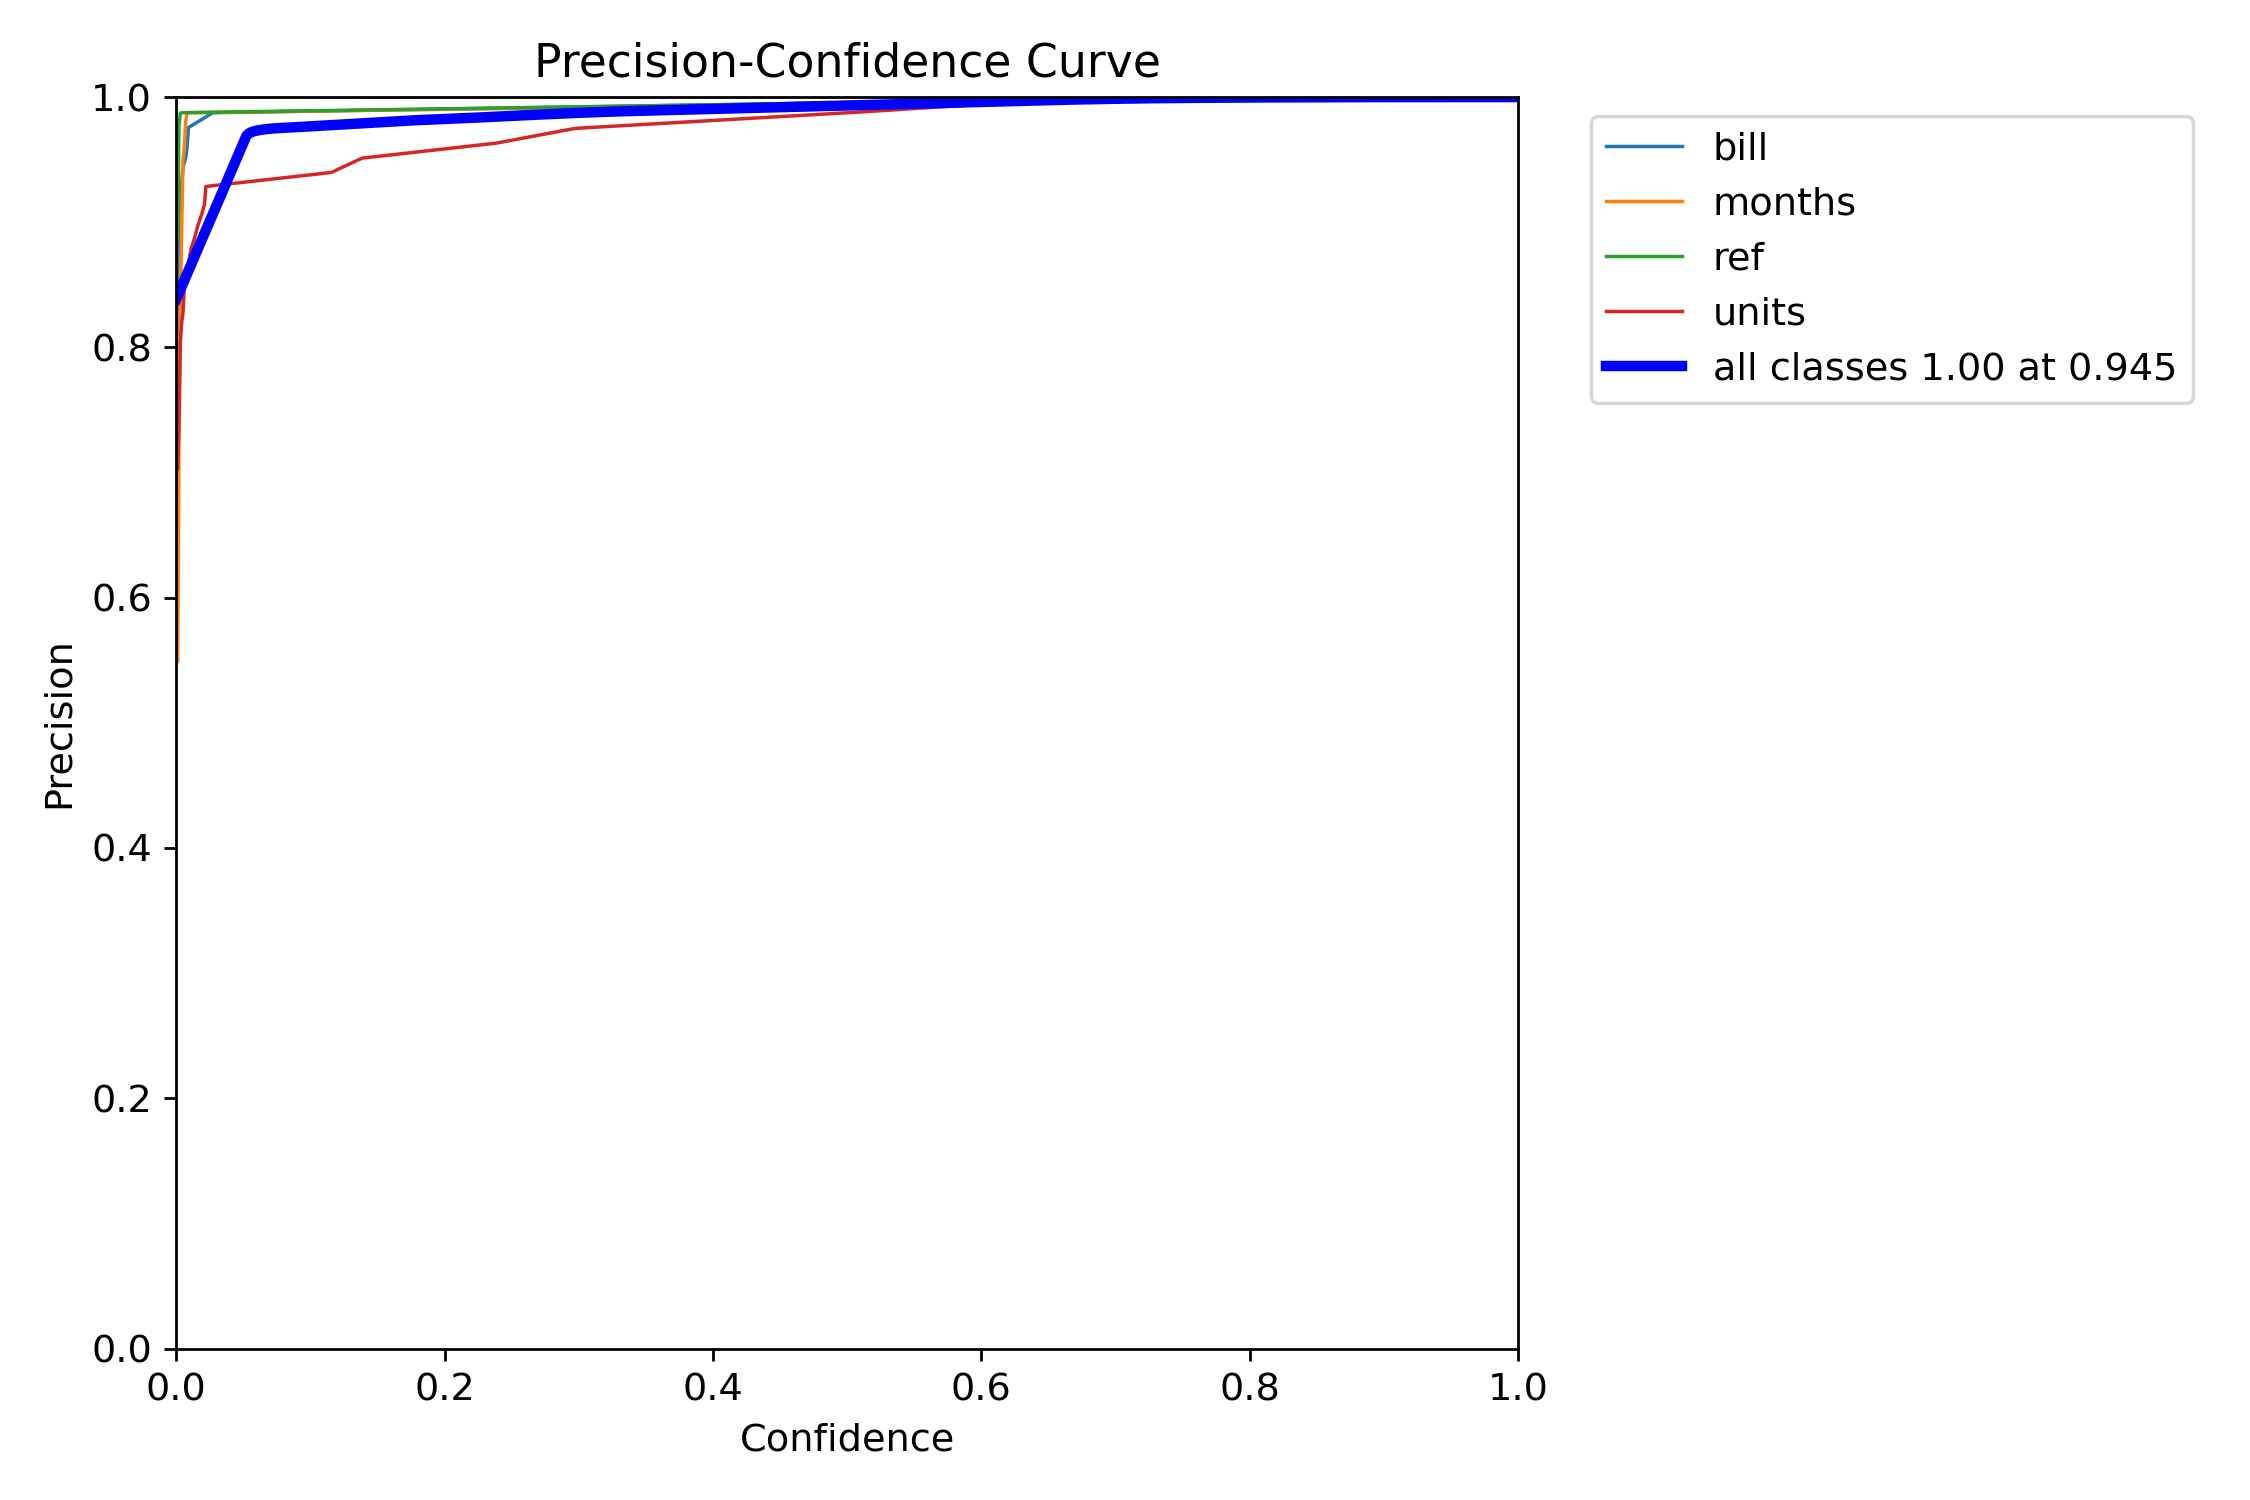 Precision-Confidence Curve
1.0
0.8
0.6
0.4
0.2
0.0
Precision
0.0 0.2 0.4 0.6 0.8 1.0
Confidence
bill
months
ref
units
all classes 1.00 at 0.945